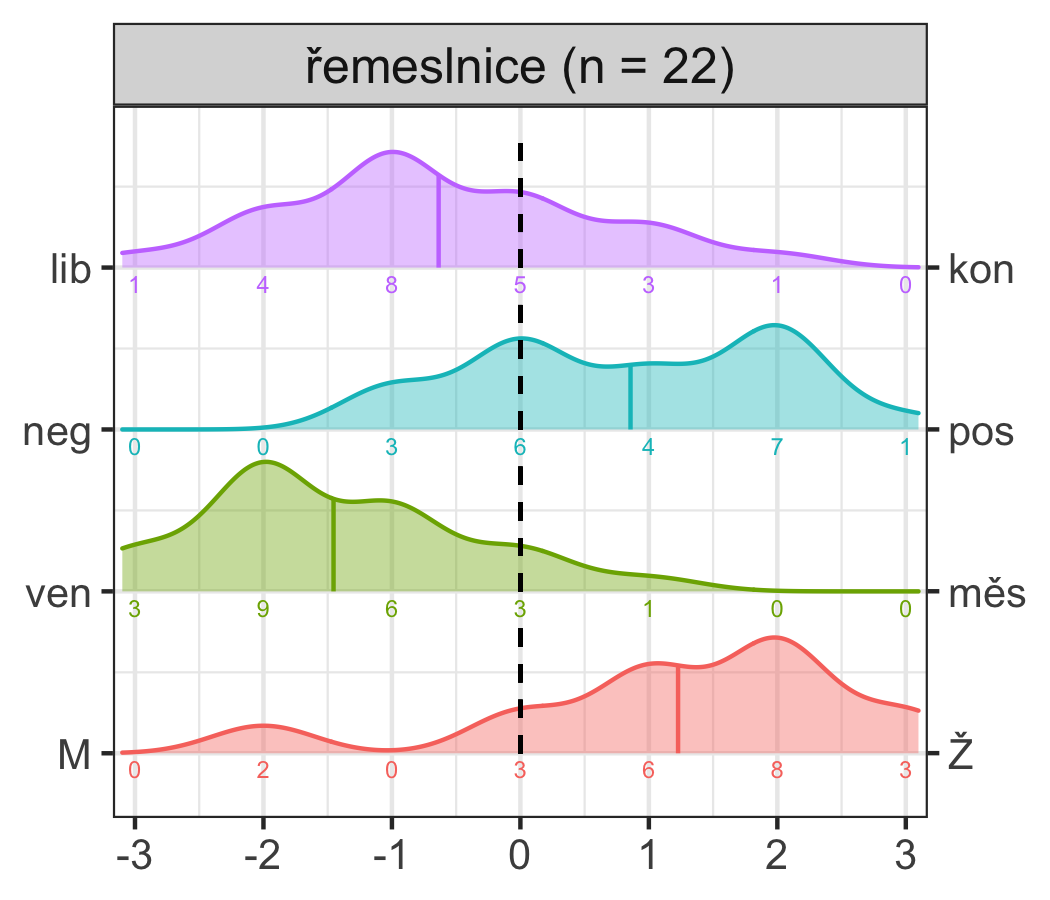 řemeslnice (n = 22)
lib kon
1 4 8 5 3 1 0
neg pos
0 0 3 6 4 7 1
ven měs
3 9 6 3 1 0 0
M Ž
0 2 0 3 6 8 3
-3 -2 -1 0 1 2 3